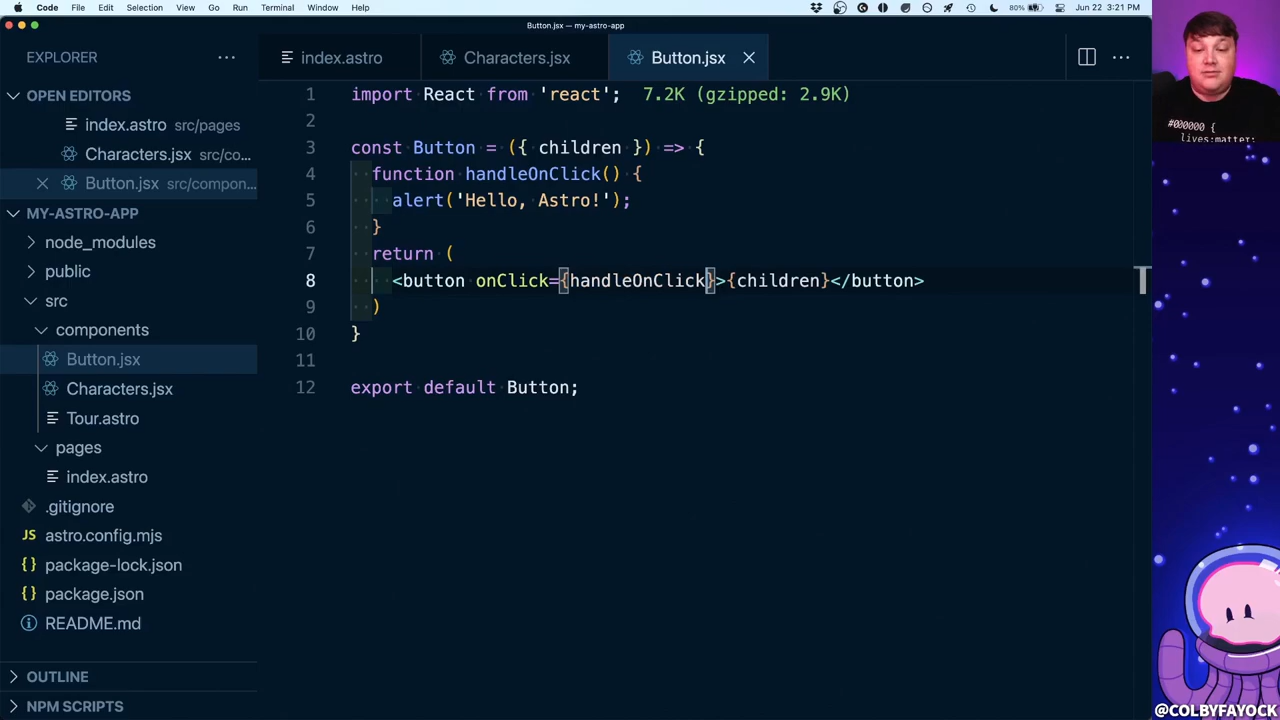 Code File Edit Selection View Go Run Terminal Window Help 80% Jun 22 3:21 PM
Button.jsx — my-astro-app
EXPLORER
index.astro Characters.jsx Button.jsx
OPEN EDITORS
index.astro src/pages
Characters.jsx src/co...
Button.jsx src/compon...
MY-ASTRO-APP
node_modules
public
src
components
Button.jsx
Characters.jsx
Tour.astro
pages
index.astro
.gitignore
JS astro.config.mjs
{} package-lock.json
{} package.json
README.md
OUTLINE
NPM SCRIPTS
1 import React from 'react'; 7.2K (gzipped: 2.9K)
2
3 const Button = ({ children }) => {
4 function handleOnClick() {
5 alert('Hello, Astro!');
6 }
7 return (
8 <button onClick={handleOnClick}>{children}</button>
9 )
10 }
11
12 export default Button;
#000000 {
lives:matter;
@COLBYFAYOCK